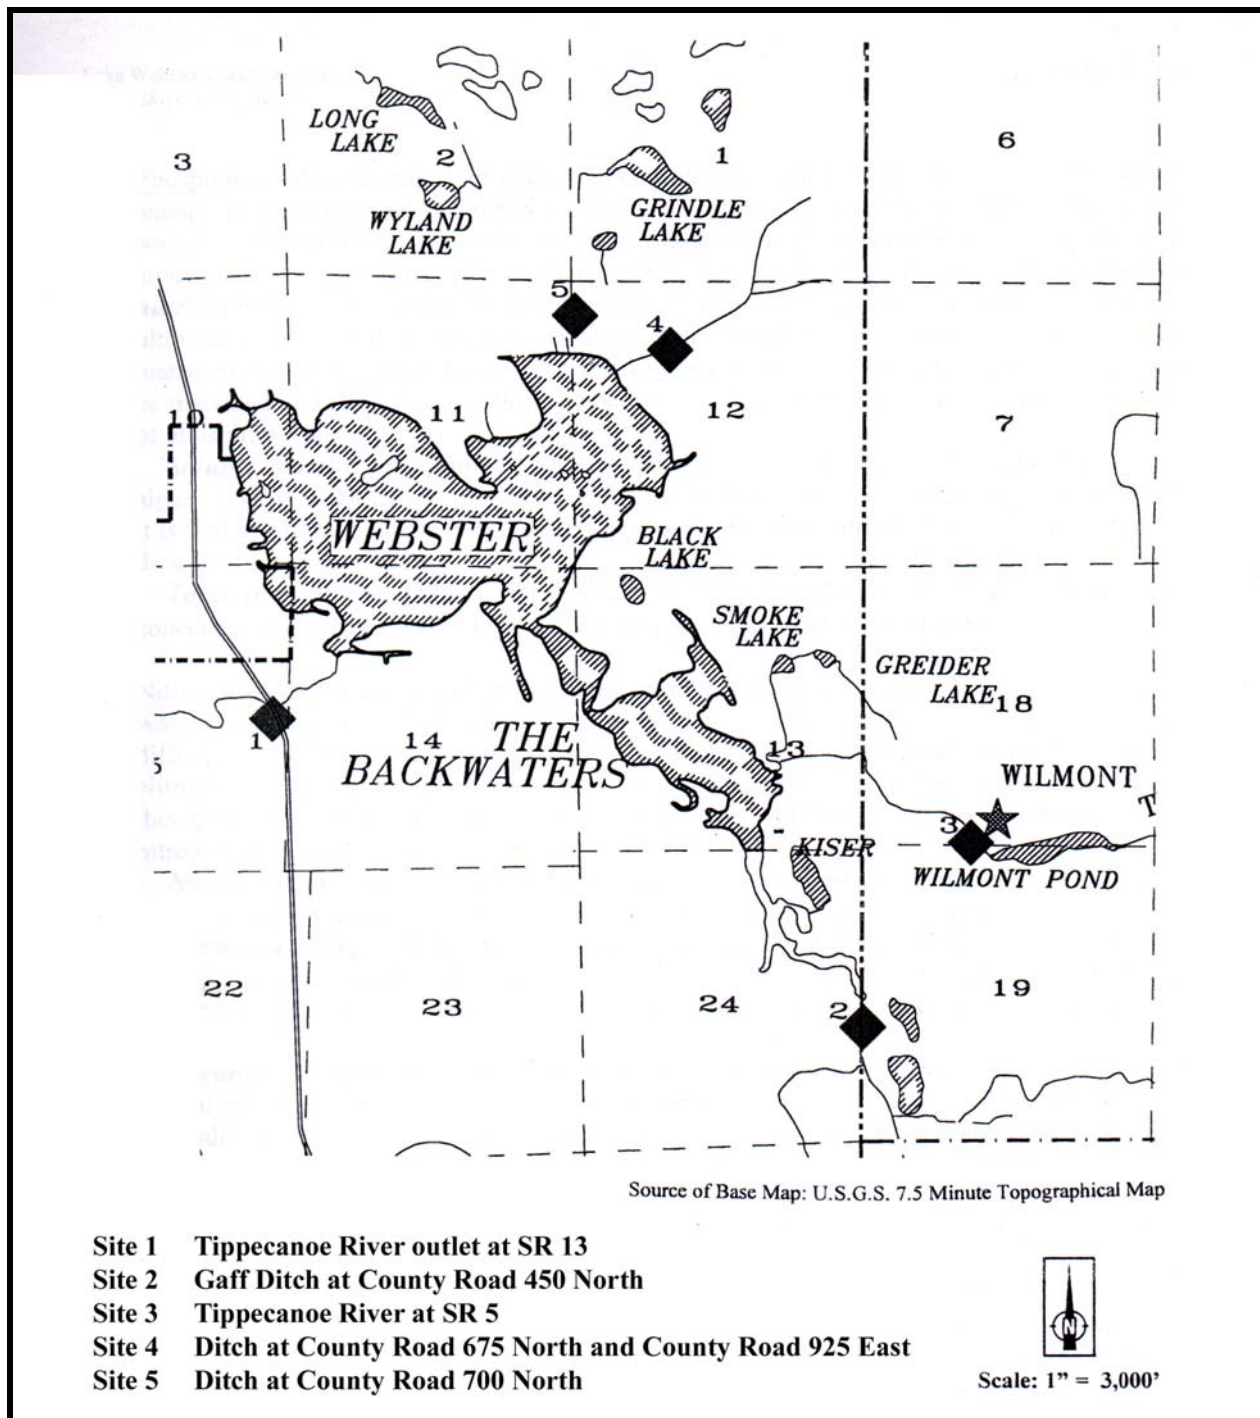 LONG
LAKE
3
2
1
6
WYLAND
LAKE
GRINDLE
LAKE
5
4
10
11
12
7
WEBSTER
BLACK
LAKE
SMOKE
LAKE
GREIDER
LAKE
18
1
14
THE
BACKWATERS
13
WILMONT
3
KISER
WILMONT POND
T
22
23
24
2
19
Source of Base Map: U.S.G.S. 7.5 Minute Topographical Map
Site 1 Tippecanoe River outlet at SR 13
Site 2 Gaff Ditch at County Road 450 North
Site 3 Tippecanoe River at SR 5
Site 4 Ditch at County Road 675 North and County Road 925 East
Site 5 Ditch at County Road 700 North
N
Scale: 1” = 3,000’